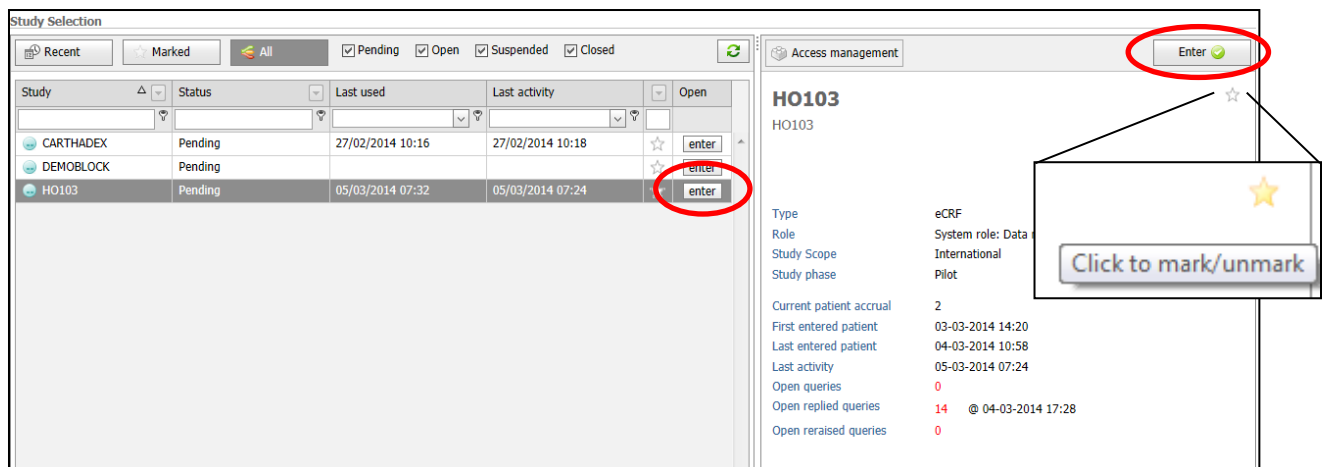 Study Selection
Recent Marked All Pending Open Suspended Closed
Study Status Last used Last activity Open
CARTHADEX Pending 27/02/2014 10:16 27/02/2014 10:18 enter
DEMOBLOCK Pending enter
HO103 Pending 05/03/2014 07:32 05/03/2014 07:24 enter
Access management Enter
HO103
HO103
Click to mark/unmark
Type eCRF
Role System role: Data
Study Scope International
Study phase Pilot
Current patient accrual 2
First entered patient 03-03-2014 14:20
Last entered patient 04-03-2014 10:58
Last activity 05-03-2014 07:24
Open queries 0
Open replied queries 14 @ 04-03-2014 17:28
Open reraised queries 0